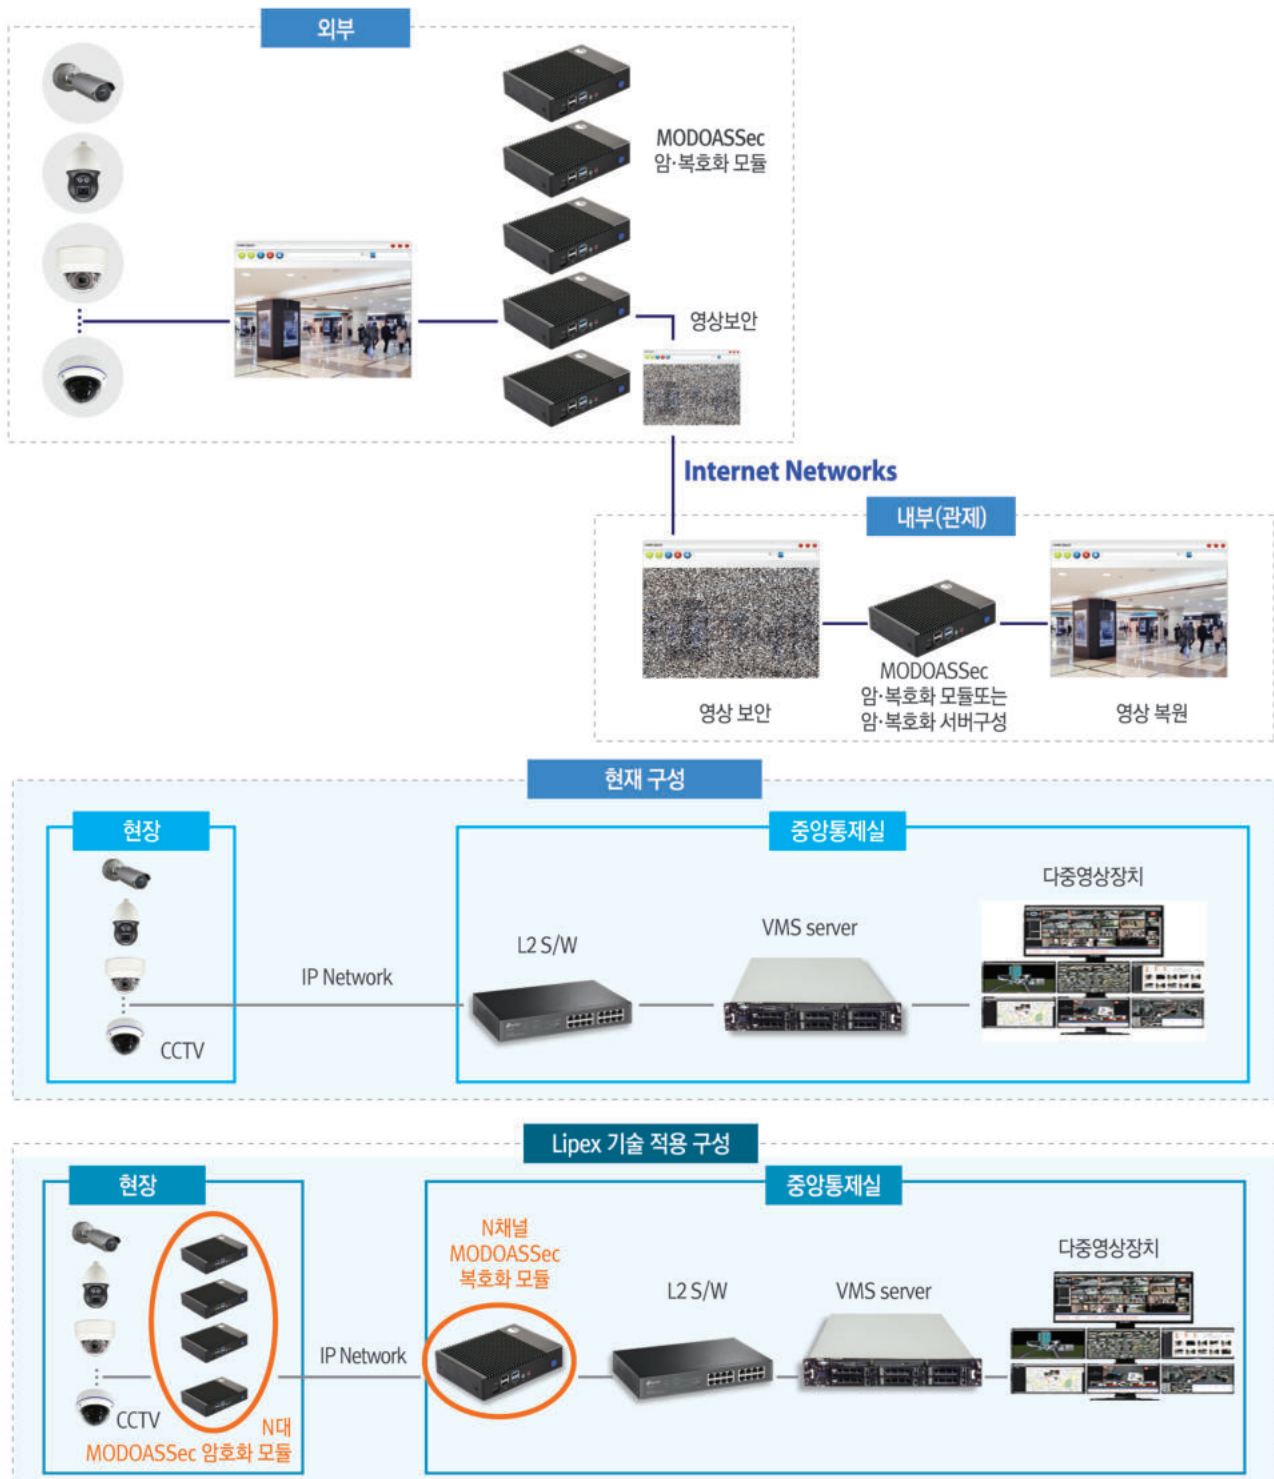 외부
MODOASSec
암·복호화 모듈
영상보안
Internet Networks
내부(관제)
MODOASSec
암·복호화 모듈또는
암·복호화 서버구성
영상 보안
영상 복원
현재 구성
현장
중앙통제실
다중영상장치
VMS server
L2 S/W
IP Network
CCTV
Lipex 기술 적용 구성
현장
중앙통제실
N채널
MODOASSec
복호화 모듈
다중영상장치
L2 S/W
VMS server
IP Network
CCTV
N대
MODOASSec 암호화 모듈